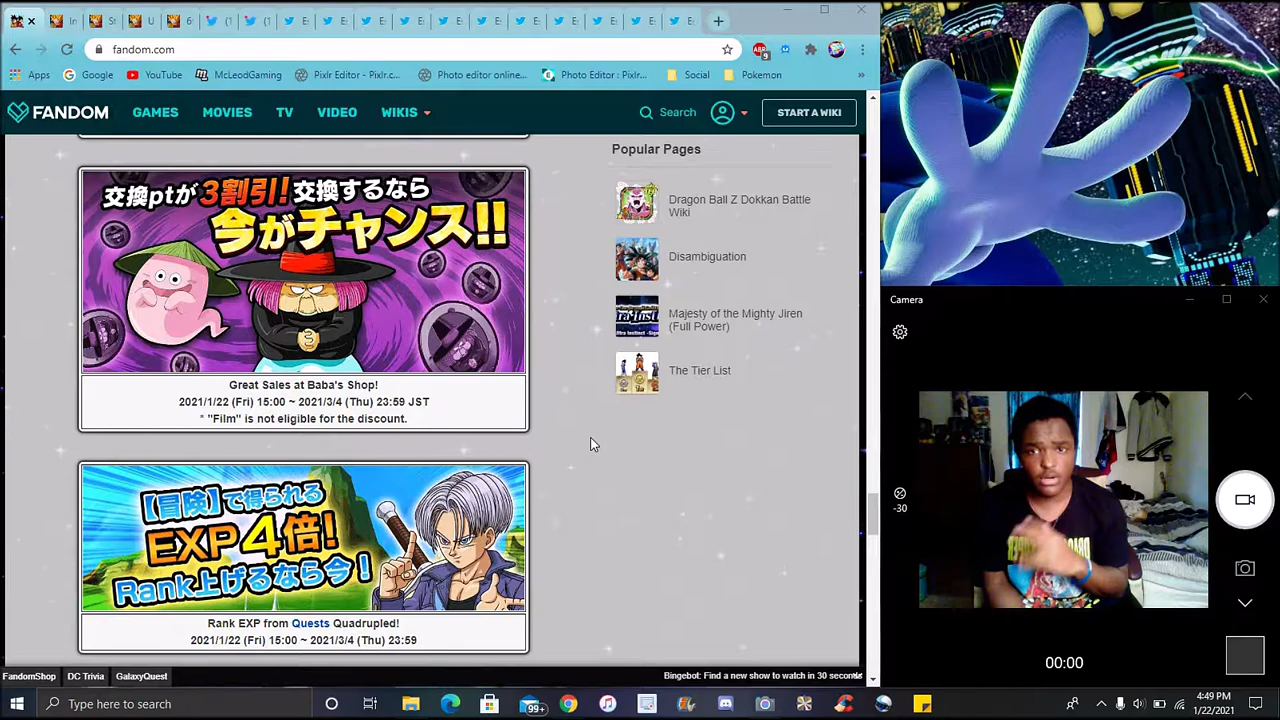 In
St
U
6
(1
(1
E
E
E
E
E
E
E
E
E
E
E
fandom.com
ABP
9
Apps
Google
YouTube
McLeodGaming
Pixlr Editor - Pixlr.c...
Photo editor online...
Photo Editor : Pixlr...
Social
Pokemon
»
FANDOM
GAMES
MOVIES
TV
VIDEO
WIKIS
Search
START A WIKI
交換ptが3割引!交換するなら
今がチャンス!!
Great Sales at Baba's Shop!
2021/1/22 (Fri) 15:00 ~ 2021/3/4 (Thu) 23:59 JST
* "Film" is not eligible for the discount.
【冒険】で得られる
EXP4倍!
Rank上げるなら今!
Rank EXP from Quests Quadrupled!
2021/1/22 (Fri) 15:00 ~ 2021/3/4 (Thu) 23:59
Popular Pages
Dragon Ball Z Dokkan Battle
Wiki
Disambiguation
Majesty of the Mighty Jiren
(Full Power)
The Tier List
FandomShop
DC Trivia
GalaxyQuest
Bingebot: Find a new show to watch in 30 seconds
Camera
-30
00:00
Type here to search
99+
4:49 PM
1/22/2021